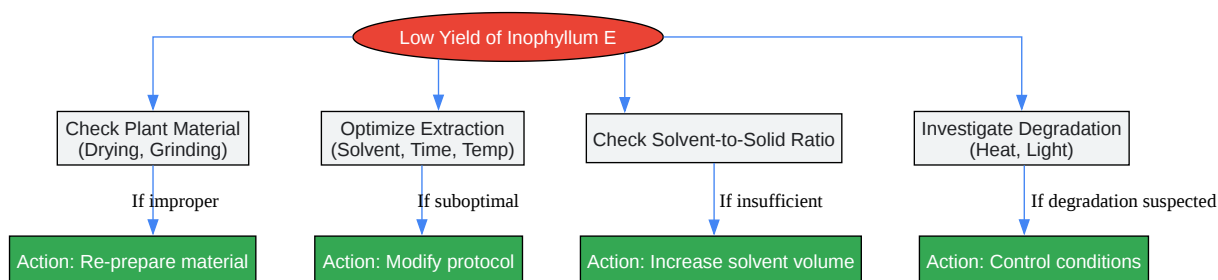 Low Yield of Inophyllum E
Check Plant Material
(Drying, Grinding)
Optimize Extraction
(Solvent, Time, Temp)
Check Solvent-to-Solid Ratio
Investigate Degradation
(Heat, Light)
If improper
If suboptimal
If insufficient
If degradation suspected
Action: Re-prepare material
Action: Modify protocol
Action: Increase solvent volume
Action: Control conditions